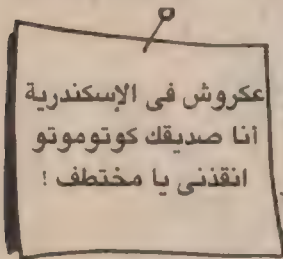 عكروش فى الإسكندرية
أنا صديقك كوتوموتو
انقذنى يا مختطف !